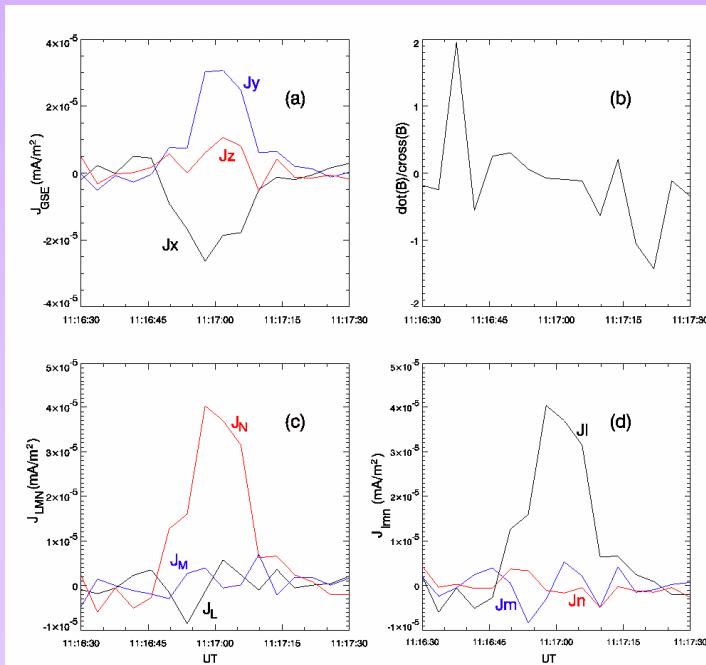 4×10⁻⁵
2×10⁻⁵
0
-2×10⁻⁵
-4×10⁻⁵
J_GSE (mA/m²)
(a)
Jy
Jz
Jx
11:16:30 11:16:45 11:17:00 11:17:15 11:17:30
2
1
0
-1
-2
dot(B)/cross(B)
(b)
11:16:30 11:16:45 11:17:00 11:17:15 11:17:30
5×10⁻⁵
4×10⁻⁵
3×10⁻⁵
2×10⁻⁵
1×10⁻⁵
0
-1×10⁻⁵
J_LMN (mA/m²)
(c)
J_N
J_M
J_L
11:16:30 11:16:45 11:17:00 11:17:15 11:17:30
UT
5×10⁻⁵
4×10⁻⁵
3×10⁻⁵
2×10⁻⁵
1×10⁻⁵
0
-1×10⁻⁵
J_lmn (mA/m²)
(d)
Jl
Jm
Jn
11:16:30 11:16:45 11:17:00 11:17:15 11:17:30
UT